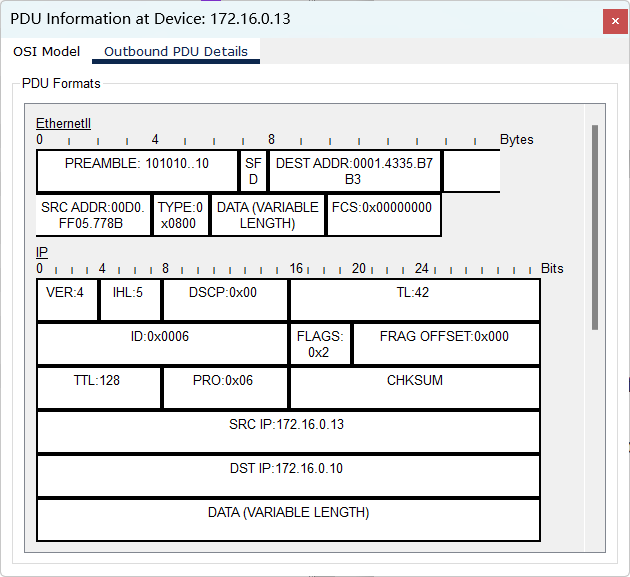 PDU Information at Device: 172.16.0.13
OSI Model Outbound PDU Details
PDU Formats
EthernetII
0 4 8 Bytes
PREAMBLE: 101010..10
SF
D
DEST ADDR:0001.4335.B7
B3
SRC ADDR:00D0.
FF05.778B
TYPE:0
x0800
DATA (VARIABLE
LENGTH)
FCS:0x00000000
IP
0 4 8 16 20 24 Bits
VER:4 IHL:5 DSCP:0x00 TL:42
ID:0x0006
FLAGS:
0x2
FRAG OFFSET:0x000
TTL:128 PRO:0x06 CHKSUM
SRC IP:172.16.0.13
DST IP:172.16.0.10
DATA (VARIABLE LENGTH)